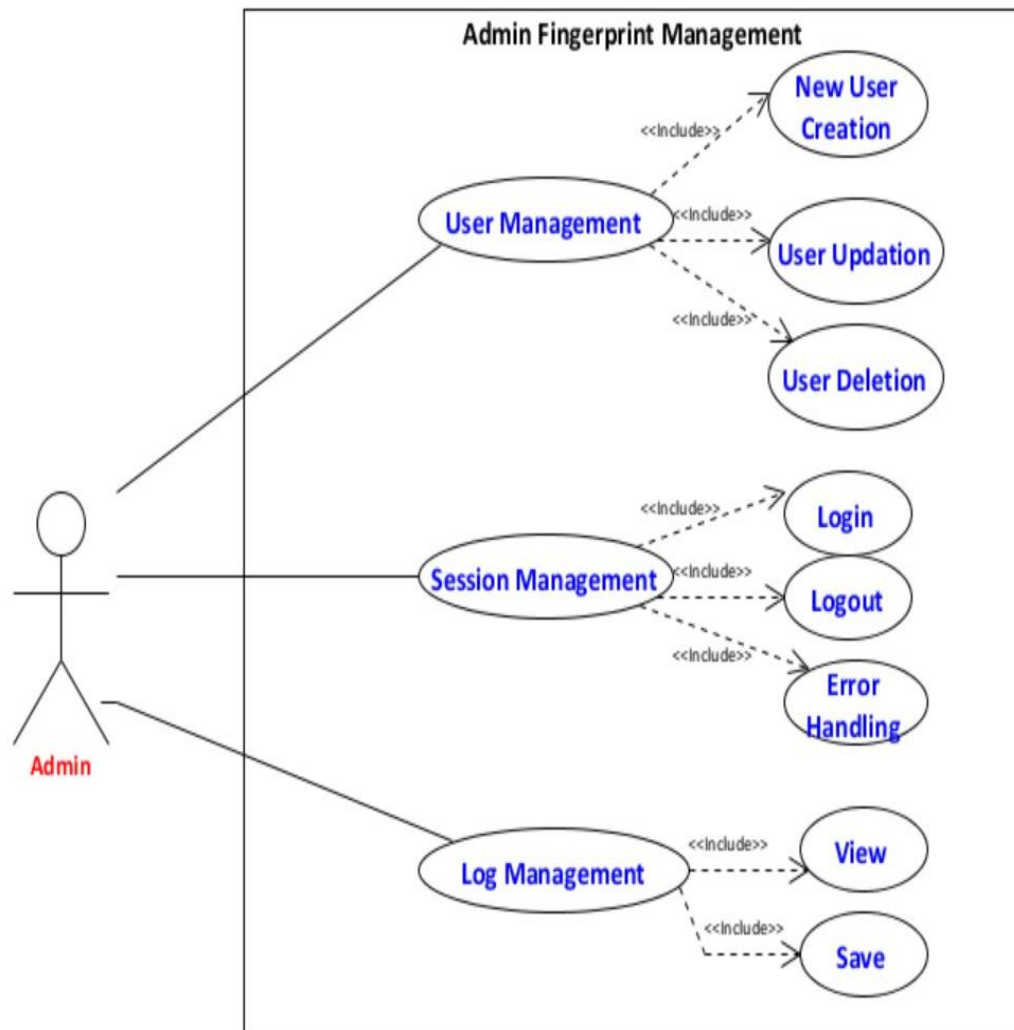 Admin Fingerprint Management
New User
Creation
<<Include>>
User Management
<<Include>>
User Updation
<<Include>>
User Deletion
<<Include>>
Login
Session Management
<<Include>>
Logout
<<Include>>
Error
Handling
Admin
<<Include>>
View
Log Management
<<Include>>
Save